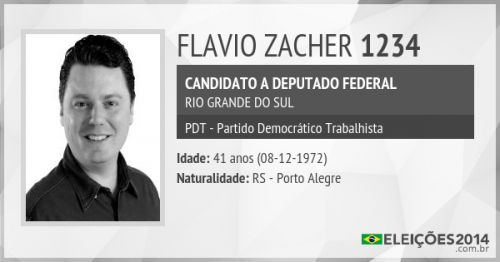 FLAVIO ZACHER 1234
CANDIDATO A DEPUTADO FEDERAL
RIO GRANDE DO SUL
PDT - Partido Democrático Trabalhista
Idade: 41 anos (08-12-1972)
Naturalidade: RS - Porto Alegre
ELEIÇÕES2014
.com.br